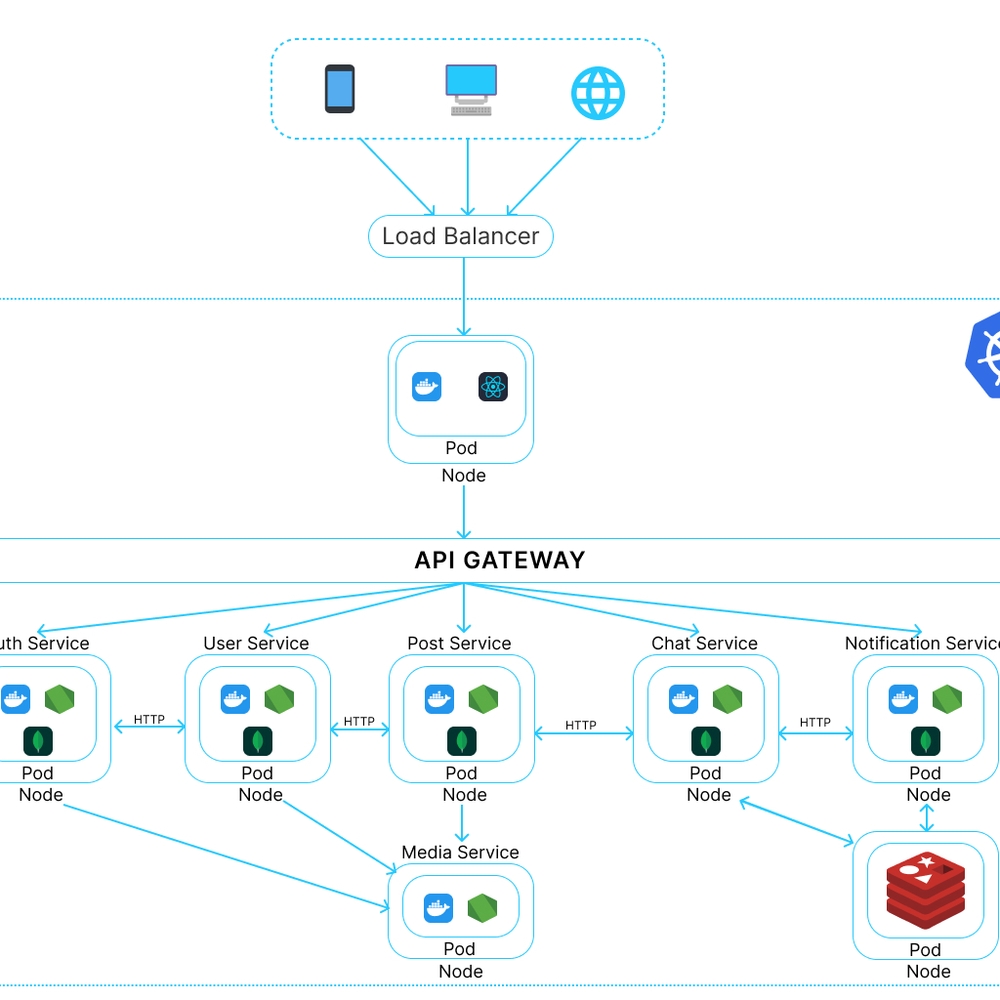 Load Balancer
Pod
Node
API GATEWAY
uth Service
User Service
Post Service
Chat Service
Notification Service
HTTP
HTTP
HTTP
HTTP
Pod
Pod
Pod
Pod
Pod
Node
Node
Node
Node
Node
Media Service
Pod
Pod
Node
Node